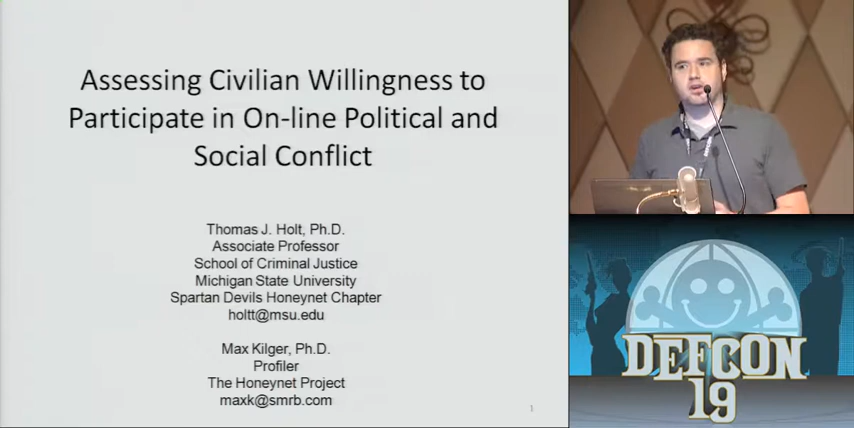 Assessing Civilian Willingness to
Participate in On-line Political and
Social Conflict
Thomas J. Holt, Ph.D.
Associate Professor
School of Criminal Justice
Michigan State University
Spartan Devils Honeynet Chapter
holtt@msu.edu
Max Kilger, Ph.D.
Profiler
The Honeynet Project
maxk@smrb.com
1
DEFCON
19